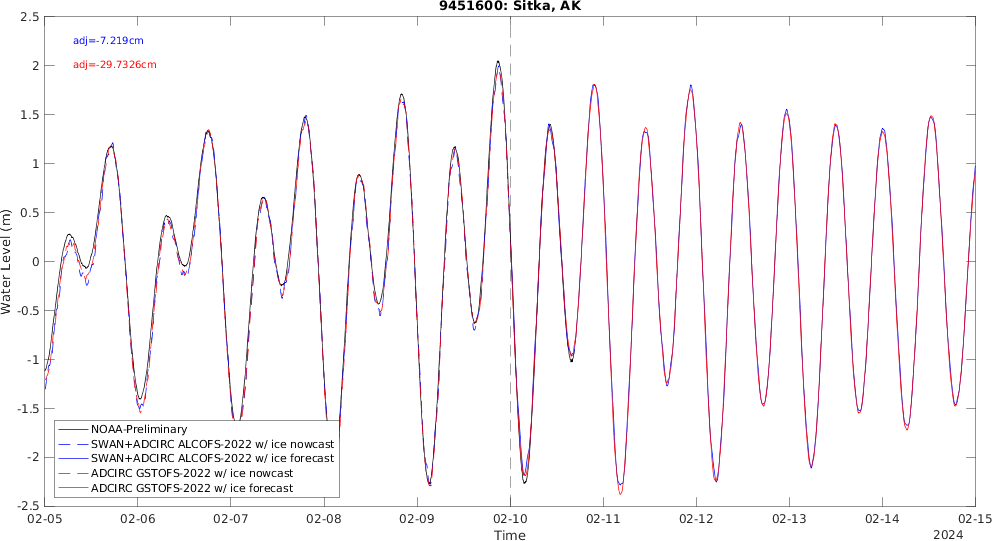 9451600: Sitka, AK
adj=-7.219cm
adj=-29.7326cm
Water Level (m)
2.5
2
1.5
1
0.5
0
-0.5
-1
-1.5
-2
-2.5
NOAA-Preliminary
SWAN+ADCIRC ALCOFS-2022 w/ ice nowcast
SWAN+ADCIRC ALCOFS-2022 w/ ice forecast
ADCIRC GSTOFS-2022 w/ ice nowcast
ADCIRC GSTOFS-2022 w/ ice forecast
02-05 02-06 02-07 02-08 02-09 02-10 02-11 02-12 02-13 02-14 02-15
Time
2024